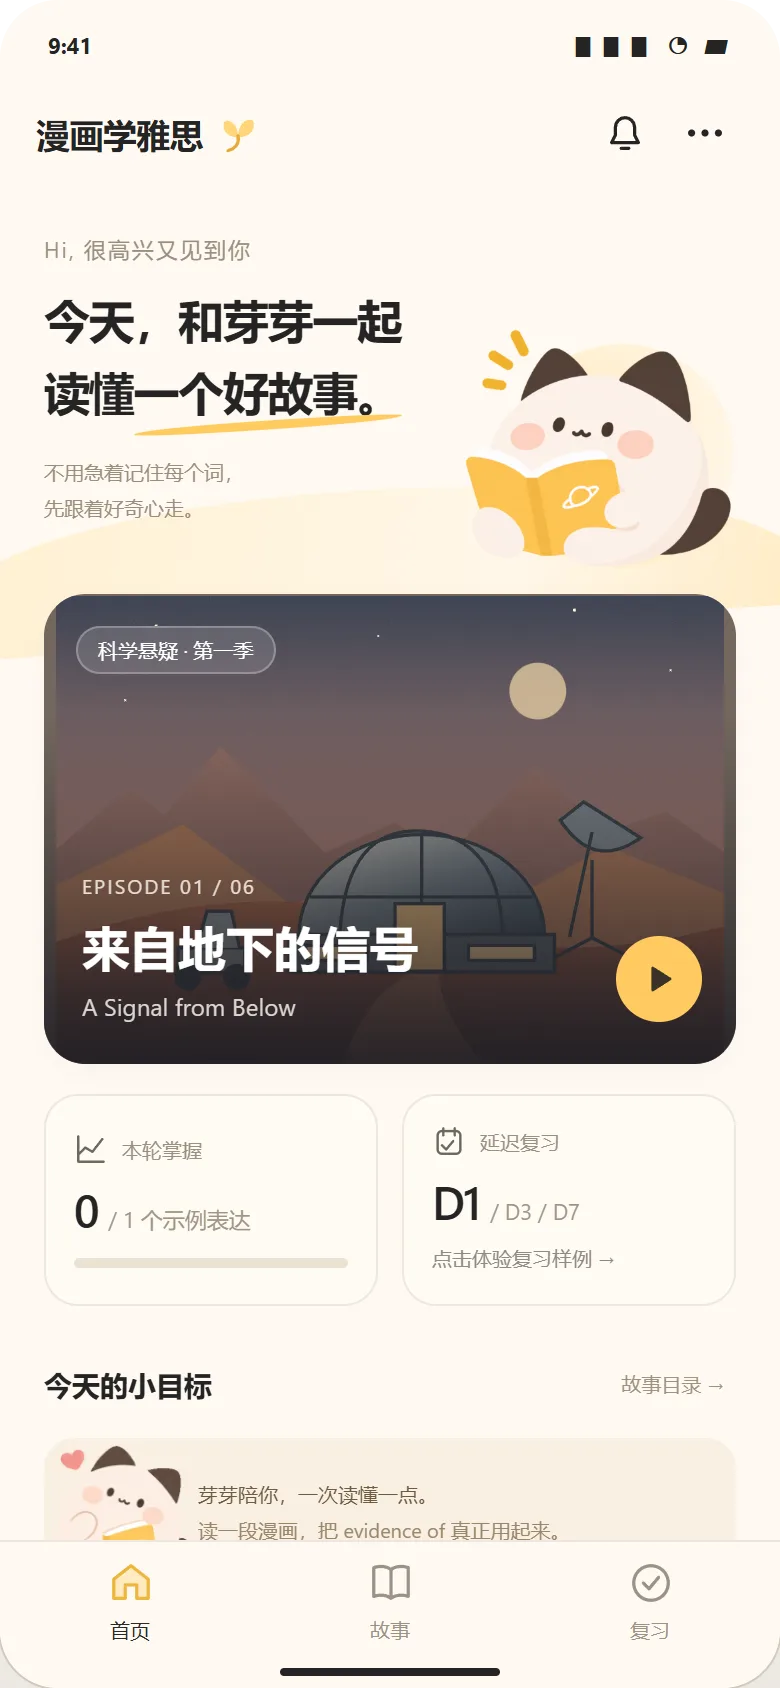 9:41
漫画学雅思
Hi, 很高兴又见到你
今天，和芽芽一起
读懂一个好故事。
不用急着记住每个词，
先跟着好奇心走。
科学悬疑 · 第一季
EPISODE 01 / 06
来自地下的信号
A Signal from Below
本轮掌握
0 / 1 个示例表达
延迟复习
D1 / D3 / D7
点击体验复习样例 →
今天的小目标
故事目录 →
芽芽陪你，一次读懂一点。
读一段漫画，把 evidence of 真正用起来。
首页
故事
复习